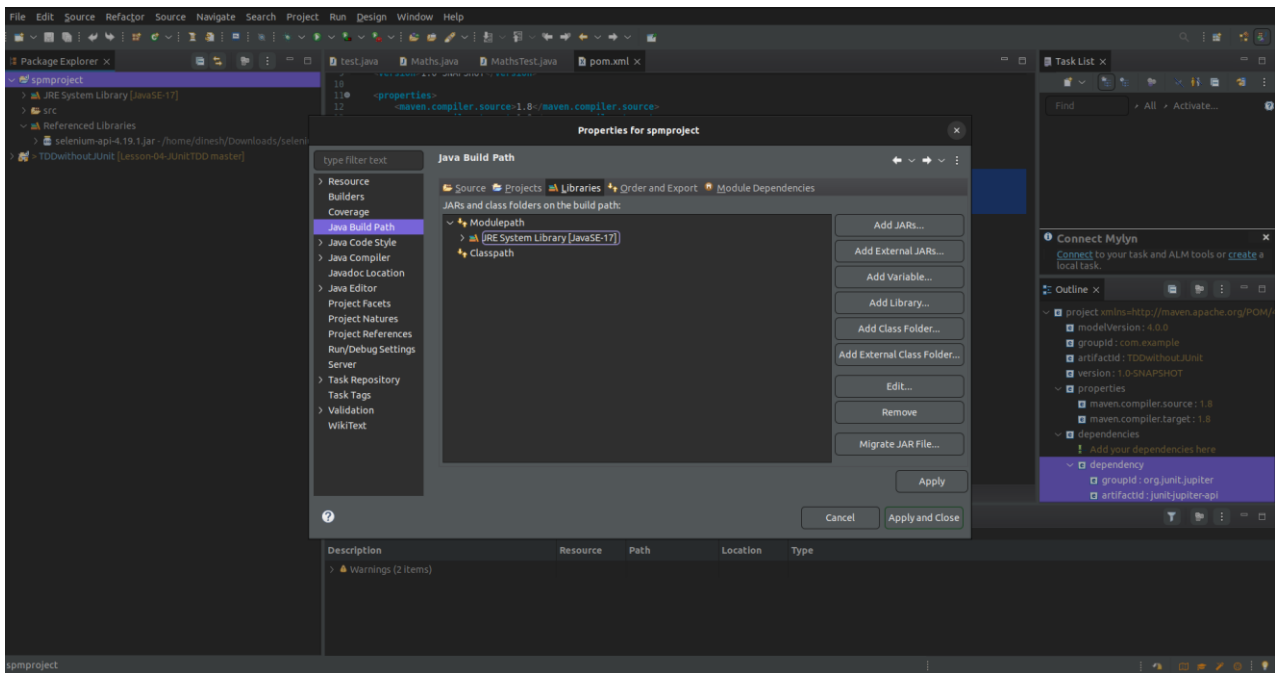 File Edit Source Refactor Source Navigate Search Project Run Design Window Help
Package Explorer ×
spmproject
JRE System Library [JavaSE-17]
src
Referenced Libraries
selenium-api-4.19.1.jar - /home/dinesh/Downloads/seleni
> TDDwithoutJUnit [Lesson-04-JUnitTDD master]
test.java Maths.java MathsTest.java pom.xml ×
10
11 <properties>
12 <maven.compiler.source>1.8</maven.compiler.source>
Task List ×
Find All Activate...
Connect Mylyn ×
Connect to your task and ALM tools or create a
local task.
Outline ×
project xmlns=http://maven.apache.org/POM/
modelVersion : 4.0.0
groupId : com.example
artifactId : TDDwithoutJUnit
version : 1.0-SNAPSHOT
properties
maven.compiler.source : 1.8
maven.compiler.target : 1.8
dependencies
Add your dependencies here
dependency
groupId : org.junit.jupiter
artifactId : junit-jupiter-api
Properties for spmproject
type filter text
Resource
Builders
Coverage
Java Build Path
Java Code Style
Java Compiler
Javadoc Location
Java Editor
Project Facets
Project Natures
Project References
Run/Debug Settings
Server
Task Repository
Task Tags
Validation
WikiText
Java Build Path
Source Projects Libraries Order and Export Module Dependencies
JARs and class folders on the build path:
Modulepath
JRE System Library [JavaSE-17]
Classpath
Add JARs...
Add External JARs...
Add Variable...
Add Library...
Add Class Folder...
Add External Class Folder...
Edit...
Remove
Migrate JAR File...
Apply
Cancel Apply and Close
Description Resource Path Location Type
Warnings (2 items)
spmproject